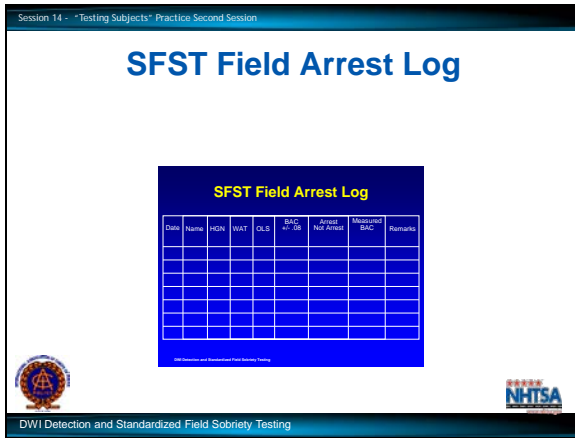 Session 14 - "Testing Subjects" Practice Second Session
SFST Field Arrest Log
SFST Field Arrest Log
Date Name HGN WAT OLS BAC +/- .08 Arrest Not Arrest Measured BAC Remarks
DWI Detection and Standardized Field Sobriety Testing
NHTSA
DWI Detection and Standardized Field Sobriety Testing